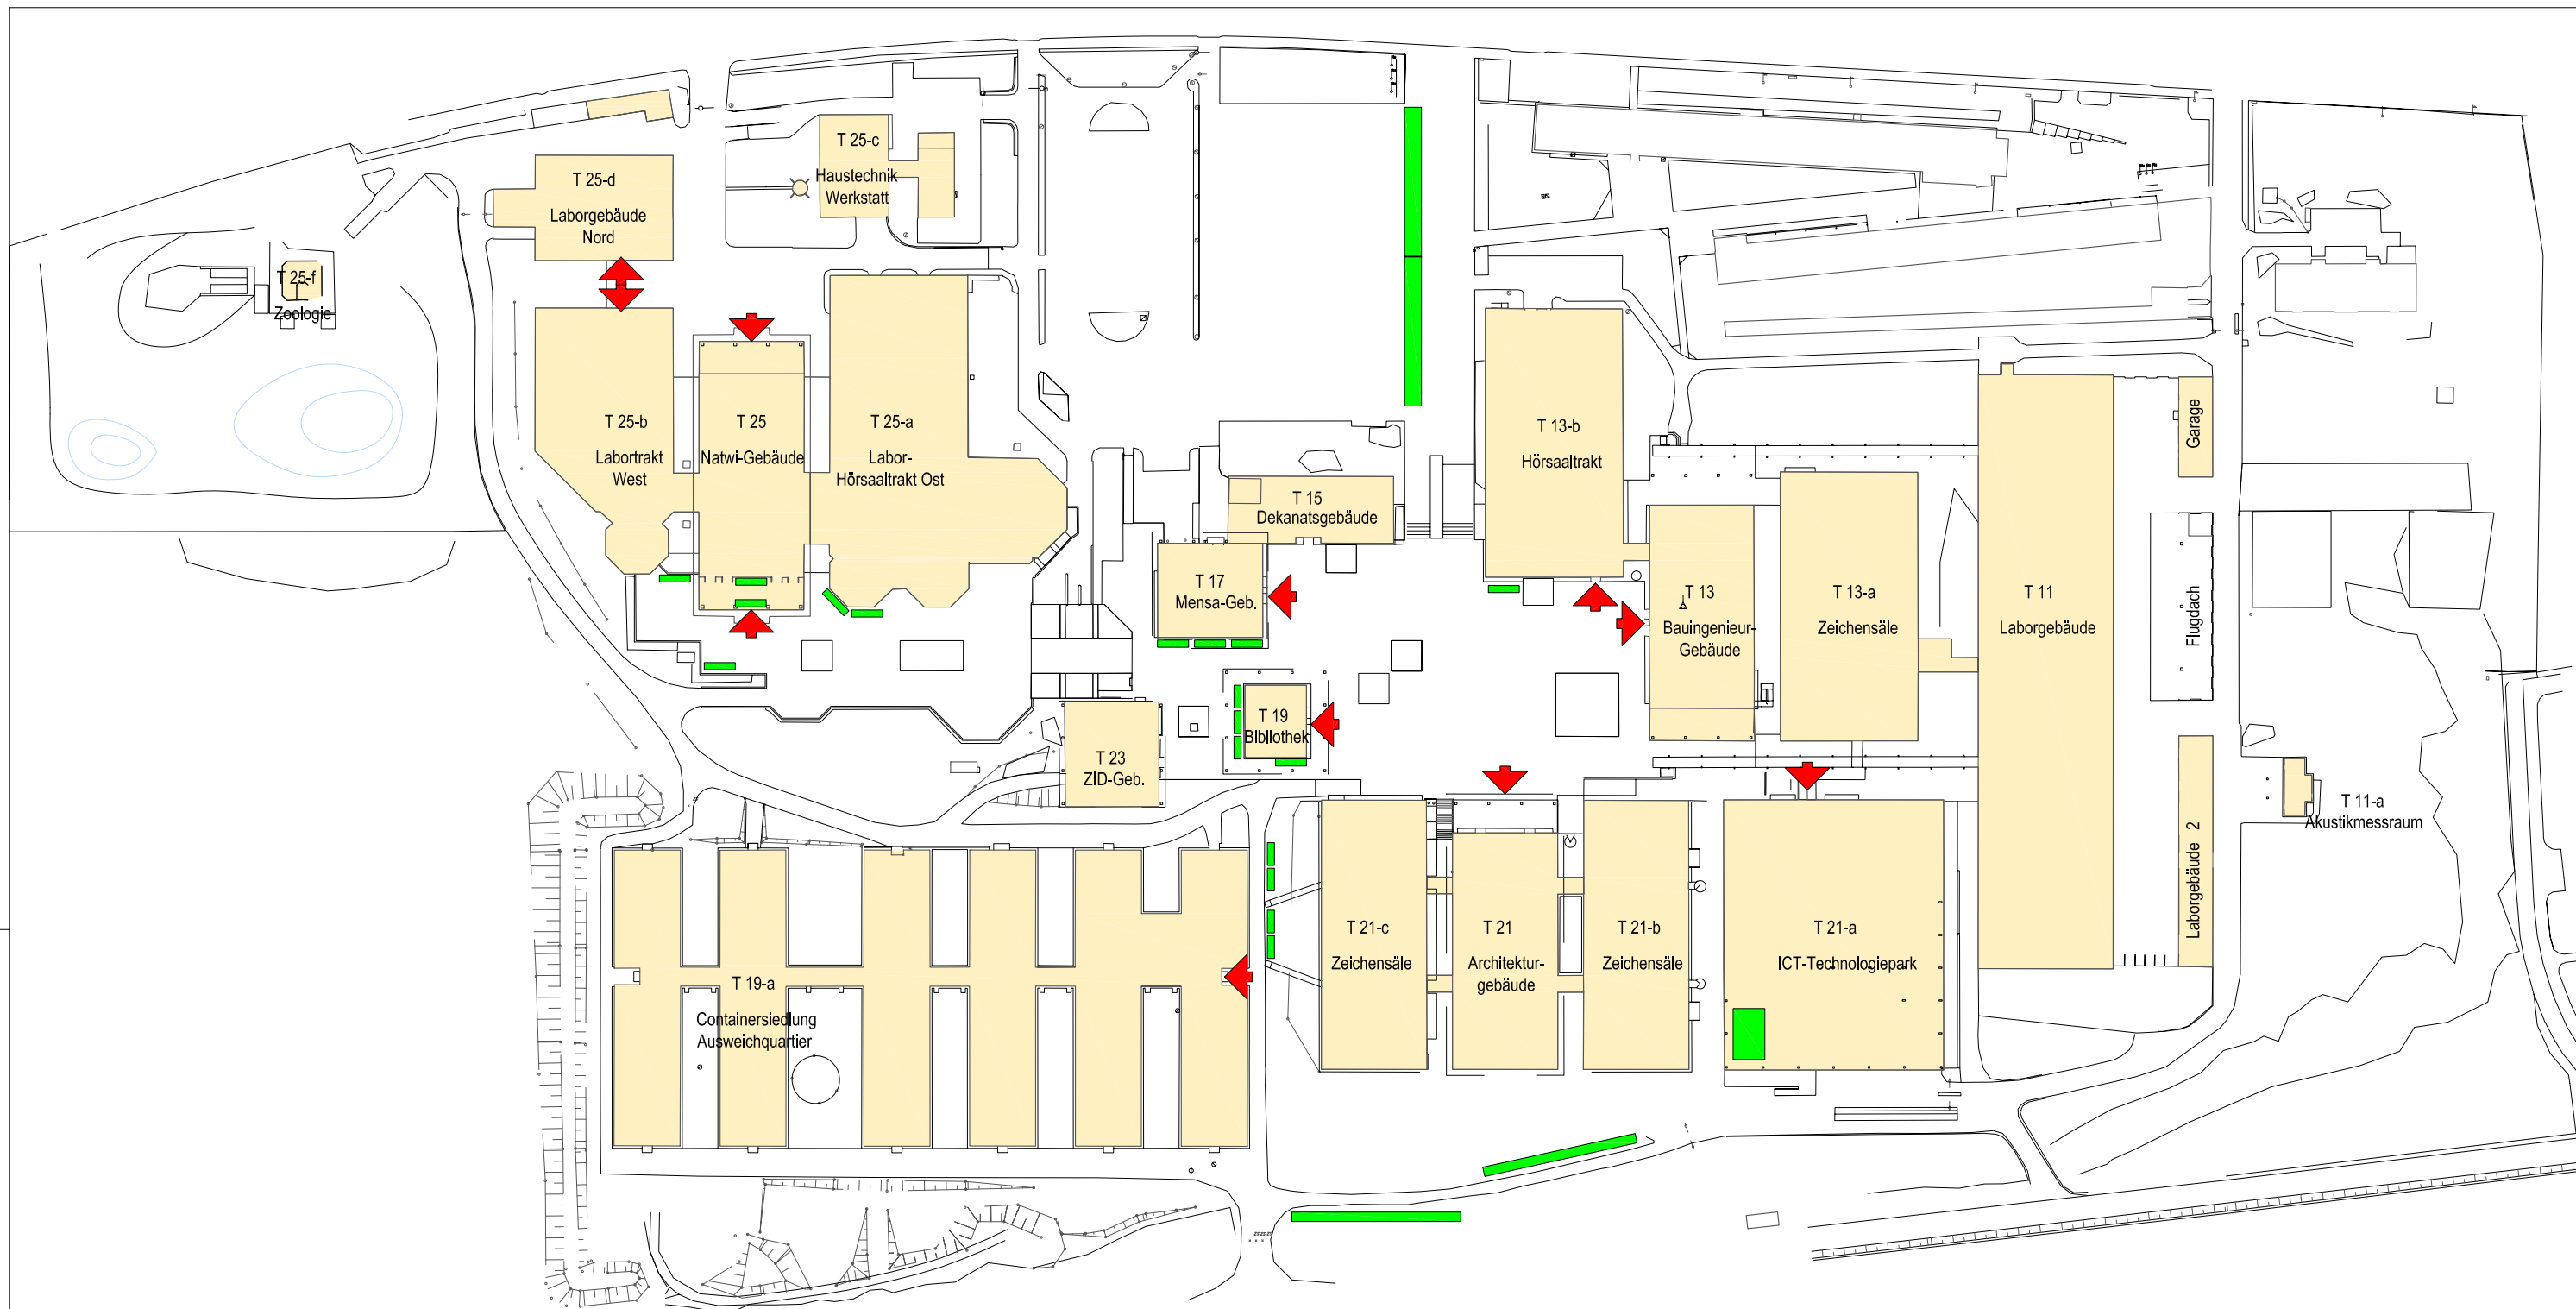 T 25-c
Haustechnik
Werkstatt
T 25-d
Laborgebäude
Nord
T 25-f
Zoologie
T 25-b
Labortrakt
West
T 25
Natwi-Gebäude
T 25-a
Labor-
Hörsaaltrakt Ost
T 15
Dekanatsgebäude
T 17
Mensa-Geb.
T 19
Bibliothek
T 23
ZID-Geb.
T 13-b
Hörsaaltrakt
T 13
Bauingenieur-
Gebäude
T 13-a
Zeichensäle
T 11
Laborgebäude
Garage
Flugdach
Laborgebäude 2
T 11-a
Akustikmessraum
T 19-a
Containersiedlung
Ausweichquartier
T 21-c
Zeichensäle
T 21
Architektur-
gebäude
T 21-b
Zeichensäle
T 21-a
ICT-Technologiepark